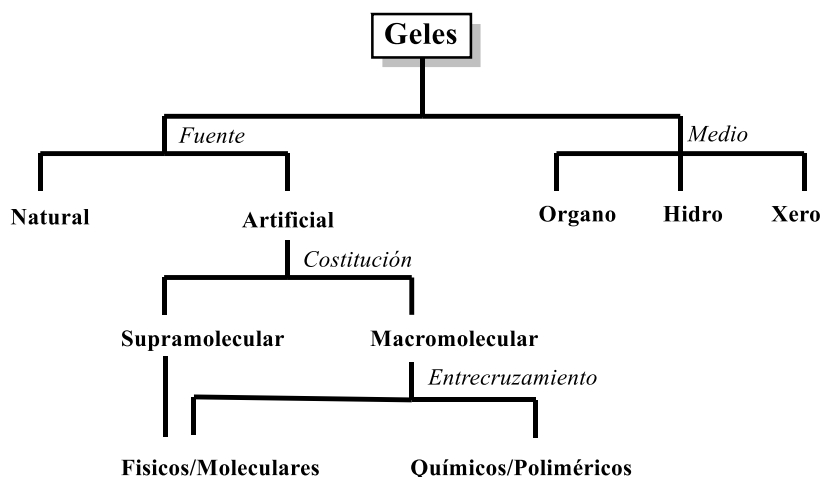 Geles
Fuente
Medio
Natural
Artificial
Organo
Hidro
Xero
Costitución
Supramolecular
Macromolecular
Entrecruzamiento
Fisicos/Moleculares
Químicos/Poliméricos